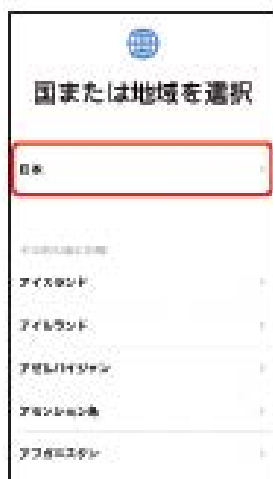 国または地域を選択
日本
アイスランド
アイルランド
アゼルバイジャン
アセンション島
アフガニスタン